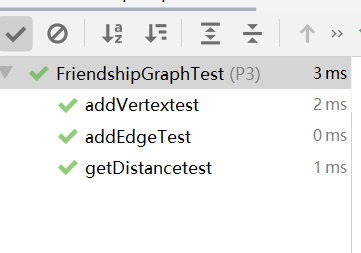 FriendshipGraphTest (P3) 3 ms
addVertextest 2 ms
addEdgeTest 0 ms
getDistancetest 1 ms